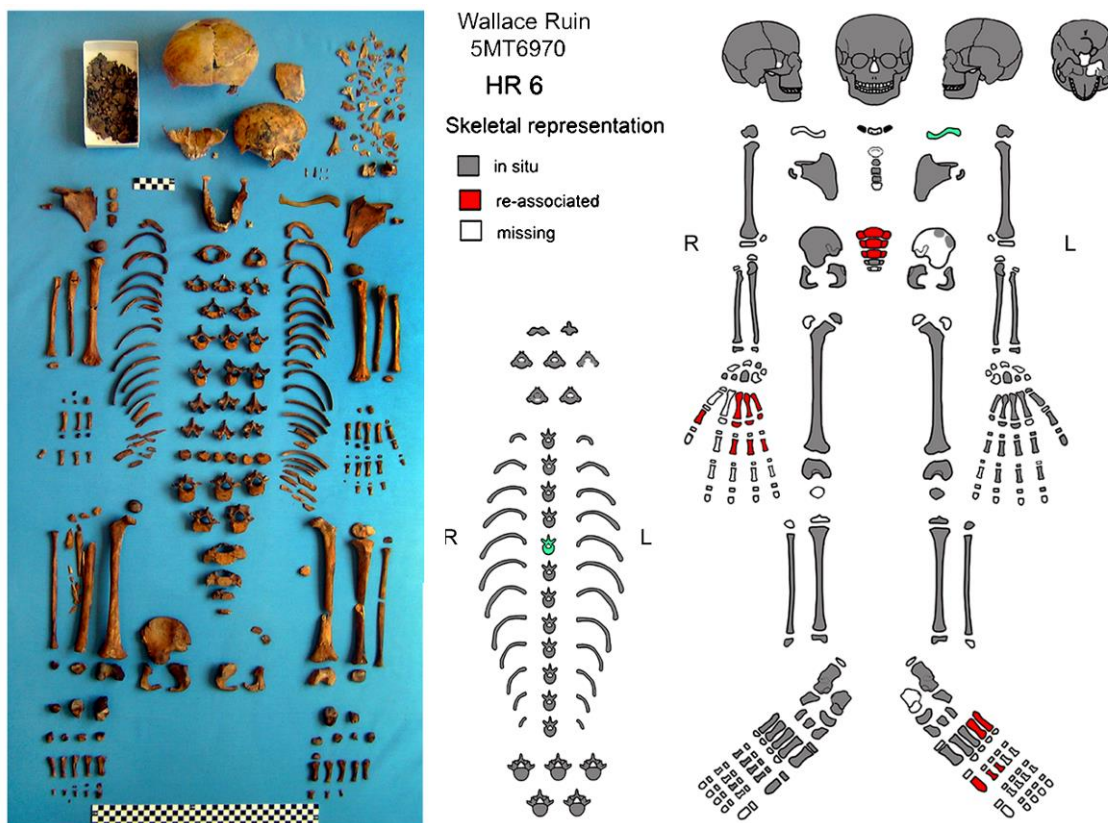 Wallace Ruin
5MT6970
HR 6
Skeletal representation
in situ
re-associated
missing
R
L
R
L